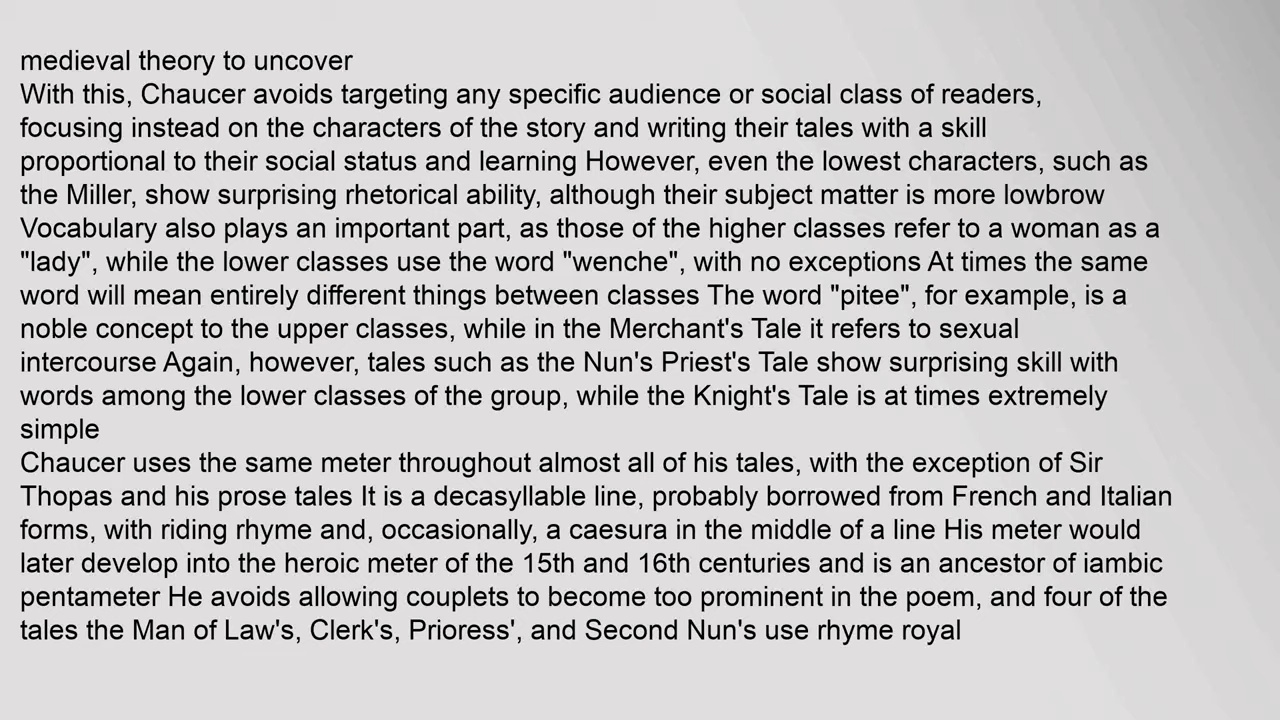 medieval theory to uncover
With this, Chaucer avoids targeting any specific audience or social class of readers,
focusing instead on the characters of the story and writing their tales with a skill
proportional to their social status and learning However, even the lowest characters, such as
the Miller, show surprising rhetorical ability, although their subject matter is more lowbrow
Vocabulary also plays an important part, as those of the higher classes refer to a woman as a
"lady", while the lower classes use the word "wenche", with no exceptions At times the same
word will mean entirely different things between classes The word "pitee", for example, is a
noble concept to the upper classes, while in the Merchant's Tale it refers to sexual
intercourse Again, however, tales such as the Nun's Priest's Tale show surprising skill with
words among the lower classes of the group, while the Knight's Tale is at times extremely
simple
Chaucer uses the same meter throughout almost all of his tales, with the exception of Sir
Thopas and his prose tales It is a decasyllable line, probably borrowed from French and Italian
forms, with riding rhyme and, occasionally, a caesura in the middle of a line His meter would
later develop into the heroic meter of the 15th and 16th centuries and is an ancestor of iambic
pentameter He avoids allowing couplets to become too prominent in the poem, and four of the
tales the Man of Law's, Clerk's, Prioress', and Second Nun's use rhyme royal